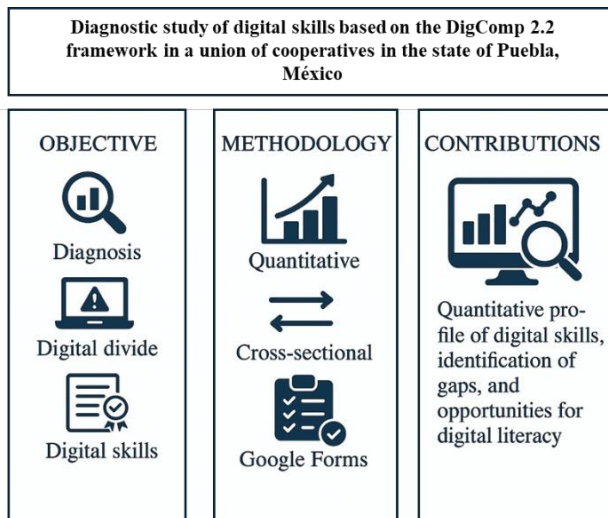 Diagnostic study of digital skills based on the DigComp 2.2
framework in a union of cooperatives in the state of Puebla,
México
OBJECTIVE
Diagnosis
Digital divide
Digital skills
METHODOLOGY
Quantitative
Cross-sectional
Google Forms
CONTRIBUTIONS
Quantitative pro-
file of digital skills,
identification of
gaps, and
opportunities for
digital literacy